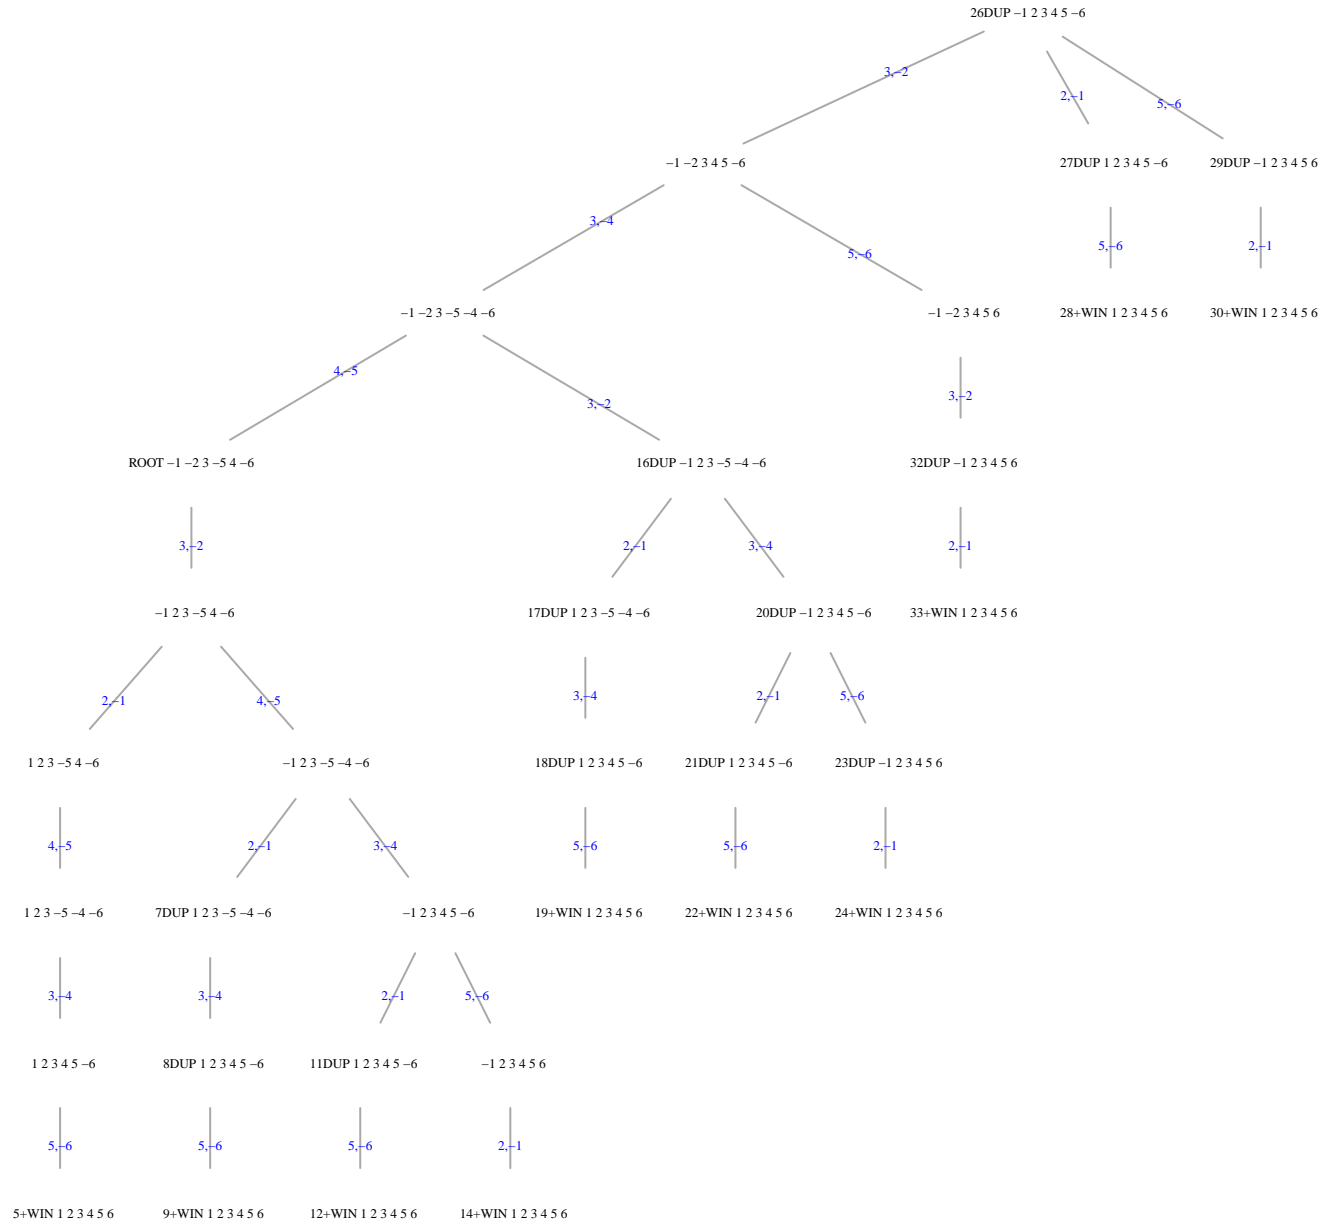 26DUP −1 2 3 4 5 −6
3,−2
2,−1
5,−6
−1 −2 3 4 5 −6
27DUP 1 2 3 4 5 −6
29DUP −1 2 3 4 5 6
3,−4
5,−6
5,−6
2,−1
−1 −2 3 −5 −4 −6
−1 −2 3 4 5 6
28+WIN 1 2 3 4 5 6
30+WIN 1 2 3 4 5 6
4,−5
3,−2
3,−2
ROOT −1 −2 3 −5 4 −6
16DUP −1 2 3 −5 −4 −6
32DUP −1 2 3 4 5 6
3,−2
2,−1
3,−4
2,−1
−1 2 3 −5 4 −6
17DUP 1 2 3 −5 −4 −6
20DUP −1 2 3 4 5 −6
33+WIN 1 2 3 4 5 6
2,−1
4,−5
3,−4
2,−1
5,−6
1 2 3 −5 4 −6
−1 2 3 −5 −4 −6
18DUP 1 2 3 4 5 −6
21DUP 1 2 3 4 5 −6
23DUP −1 2 3 4 5 6
4,−5
2,−1
3,−4
5,−6
5,−6
2,−1
1 2 3 −5 −4 −6
7DUP 1 2 3 −5 −4 −6
−1 2 3 4 5 −6
19+WIN 1 2 3 4 5 6
22+WIN 1 2 3 4 5 6
24+WIN 1 2 3 4 5 6
3,−4
3,−4
2,−1
5,−6
1 2 3 4 5 −6
8DUP 1 2 3 4 5 −6
11DUP 1 2 3 4 5 −6
−1 2 3 4 5 6
5,−6
5,−6
5,−6
2,−1
5+WIN 1 2 3 4 5 6
9+WIN 1 2 3 4 5 6
12+WIN 1 2 3 4 5 6
14+WIN 1 2 3 4 5 6